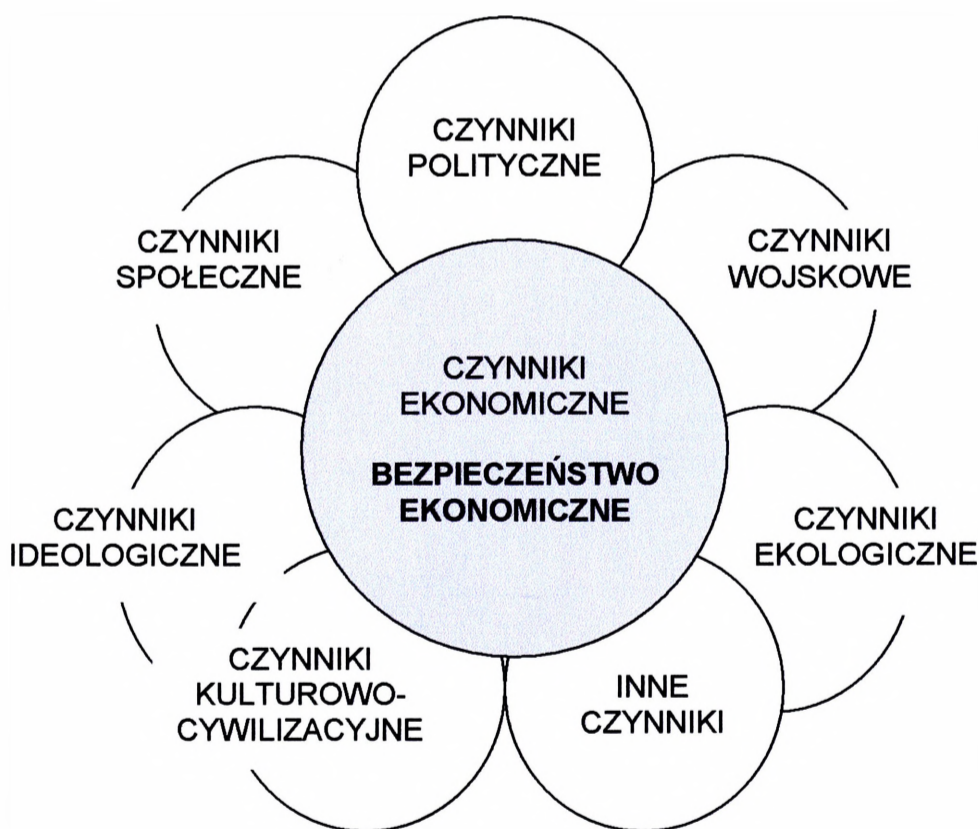 CZYNNIKI
POLITYCZNE
CZYNNIKI
SPOŁECZNE
CZYNNIKI
WOJSKOWE
CZYNNIKI
EKONOMICZNE
BEZPIECZEŃSTWO
EKONOMICZNE
CZYNNIKI
IDEOLOGICZNE
CZYNNIKI
EKOLOGICZNE
CZYNNIKI
KULTUROWO-
CYWILIZACYJNE
INNE
CZYNNIKI